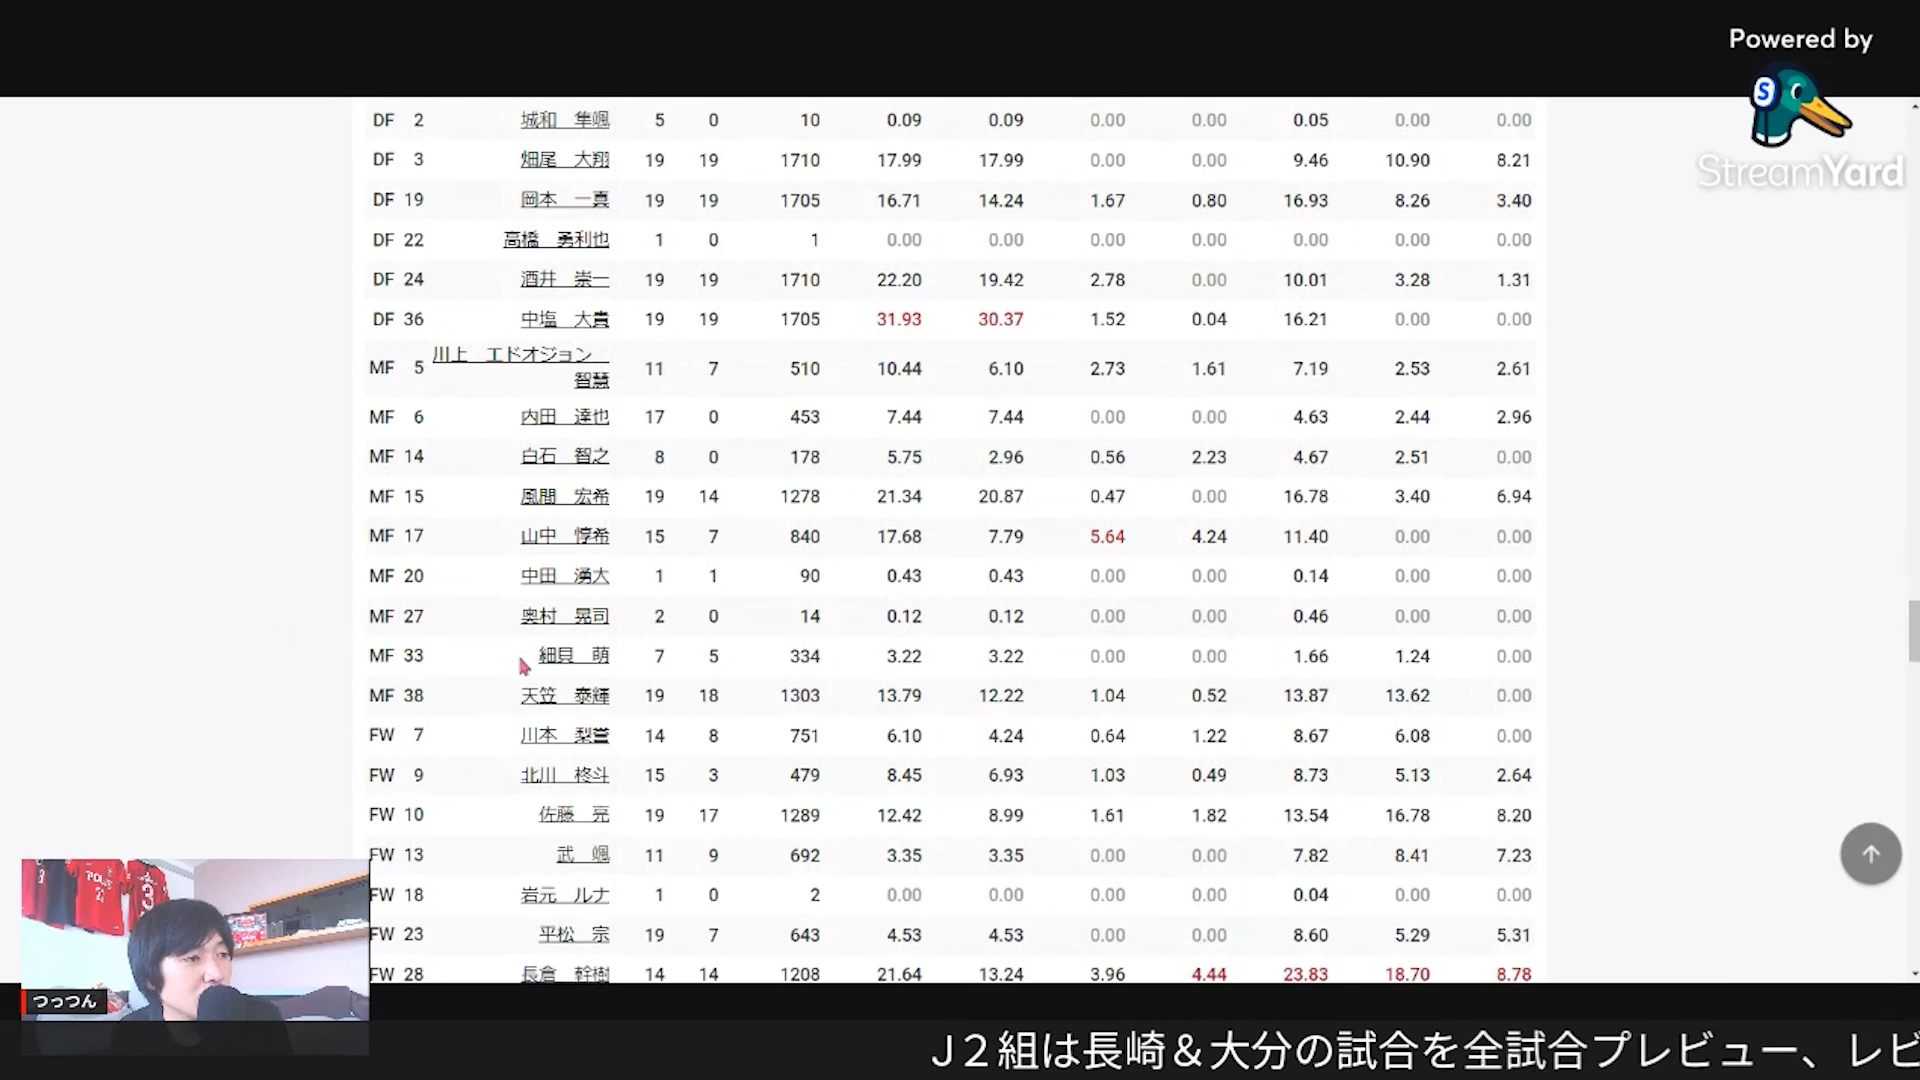 Powered by
StreamYard
DF 2 城和 隼颯 5 0 10 0.09 0.09 0.00 0.00 0.05 0.00 0.00
DF 3 畑尾 大翔 19 19 1710 17.99 17.99 0.00 0.00 9.46 10.90 8.21
DF 19 岡本 一真 19 19 1705 16.71 14.24 1.67 0.80 16.93 8.26 3.40
DF 22 高橋 勇利也 1 0 1 0.00 0.00 0.00 0.00 0.00 0.00 0.00
DF 24 酒井 崇一 19 19 1710 22.20 19.42 2.78 0.00 10.01 3.28 1.31
DF 36 中塩 大貴 19 19 1705 31.93 30.37 1.52 0.04 16.21 0.00 0.00
MF 5 川上 エドオジョン 智慧 11 7 510 10.44 6.10 2.73 1.61 7.19 2.53 2.61
MF 6 内田 達也 17 0 453 7.44 7.44 0.00 0.00 4.63 2.44 2.96
MF 14 白石 智之 8 0 178 5.75 2.96 0.56 2.23 4.67 2.51 0.00
MF 15 風間 宏希 19 14 1278 21.34 20.87 0.47 0.00 16.78 3.40 6.94
MF 17 山中 惇希 15 7 840 17.68 7.79 5.64 4.24 11.40 0.00 0.00
MF 20 中田 湧大 1 1 90 0.43 0.43 0.00 0.00 0.14 0.00 0.00
MF 27 奥村 晃司 2 0 14 0.12 0.12 0.00 0.00 0.46 0.00 0.00
MF 33 細貝 萌 7 5 334 3.22 3.22 0.00 0.00 1.66 1.24 0.00
MF 38 天笠 泰輝 19 18 1303 13.79 12.22 1.04 0.52 13.87 13.62 0.00
FW 7 川本 梨誉 14 8 751 6.10 4.24 0.64 1.22 8.67 6.08 0.00
FW 9 北川 柊斗 15 3 479 8.45 6.93 1.03 0.49 8.73 5.13 2.64
FW 10 佐藤 亮 19 17 1289 12.42 8.99 1.61 1.82 13.54 16.78 8.20
FW 13 武 颯 11 9 692 3.35 3.35 0.00 0.00 7.82 8.41 7.23
FW 18 岩元 ルナ 1 0 2 0.00 0.00 0.00 0.00 0.04 0.00 0.00
FW 23 平松 宗 19 7 643 4.53 4.53 0.00 0.00 8.60 5.29 5.31
FW 28 長倉 幹樹 14 14 1208 21.64 13.24 3.96 4.44 23.83 18.70 8.78
つっつん
J２組は長崎＆大分の試合を全試合プレビュー、レビ